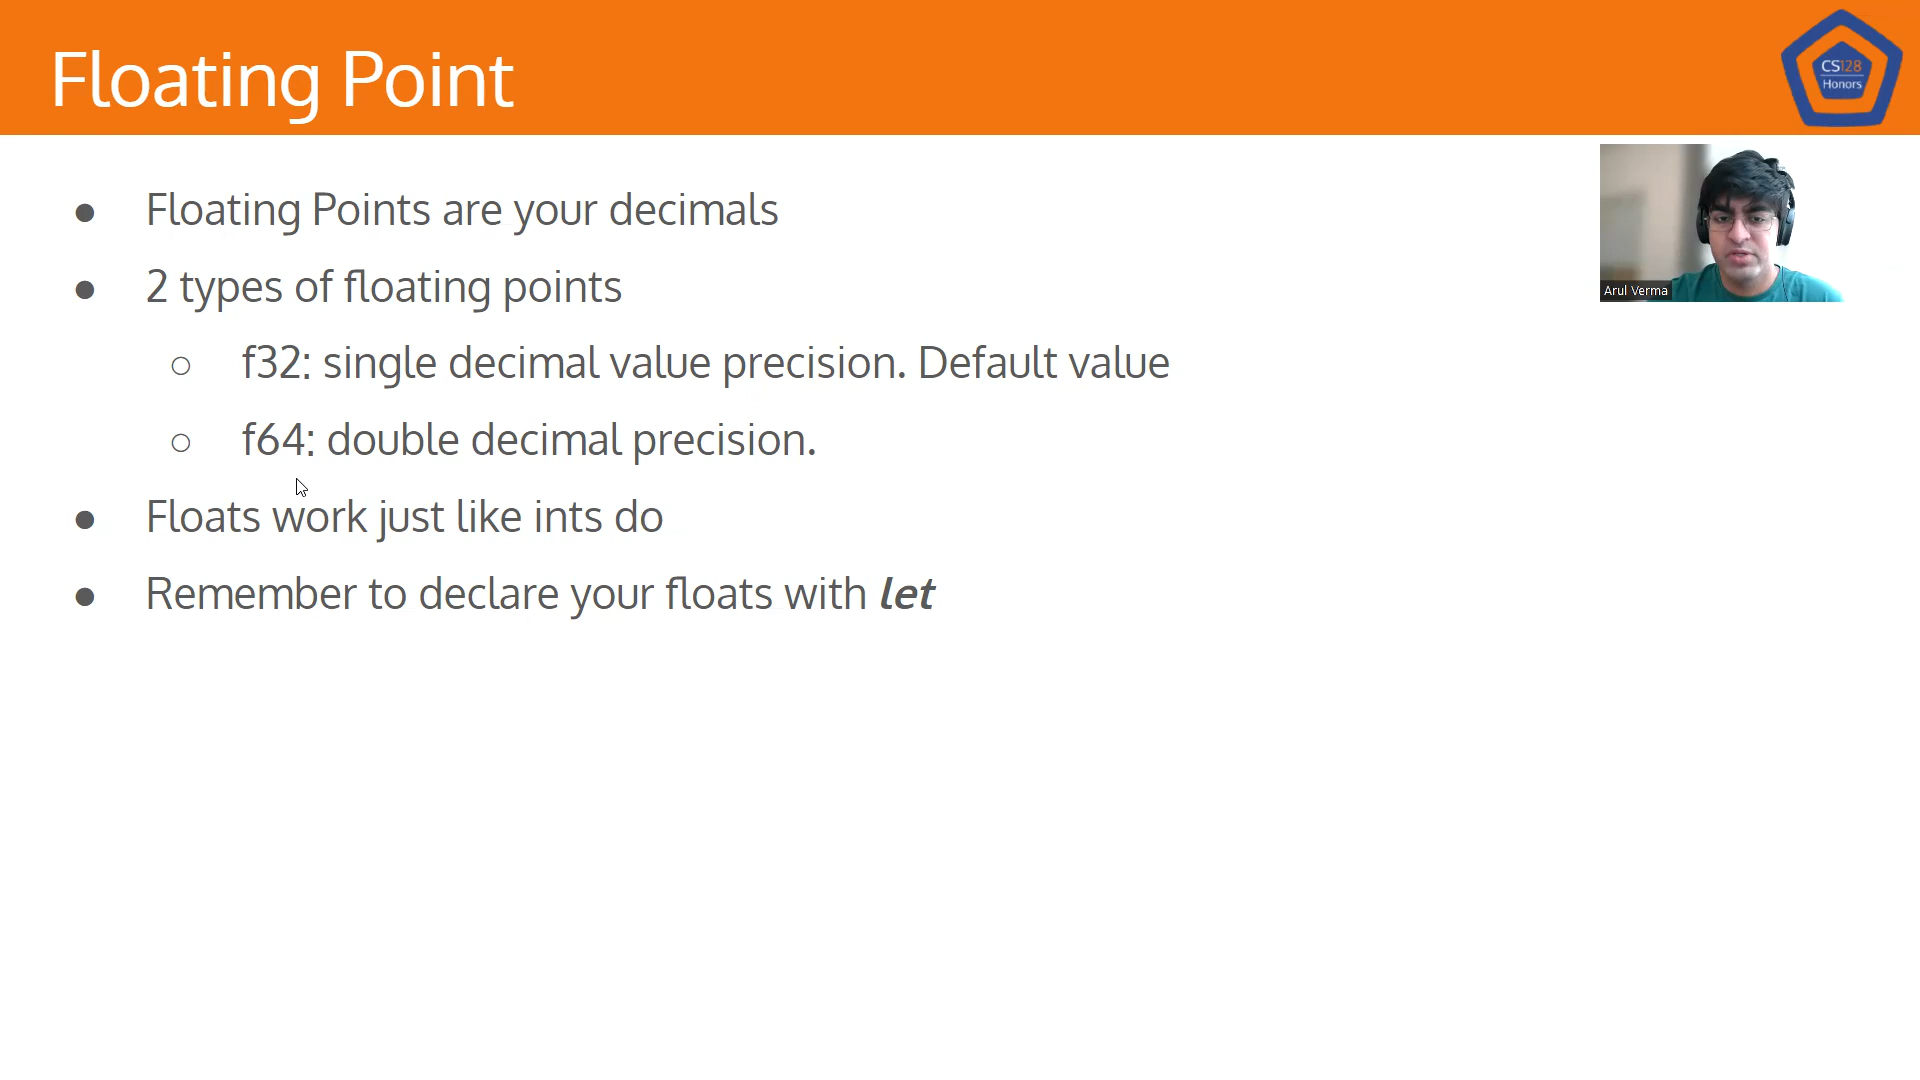 Floating Point
CS128
Honors
● Floating Points are your decimals
● 2 types of floating points
○ f32: single decimal value precision. Default value
○ f64: double decimal precision.
● Floats work just like ints do
● Remember to declare your floats with let
Arul Verma